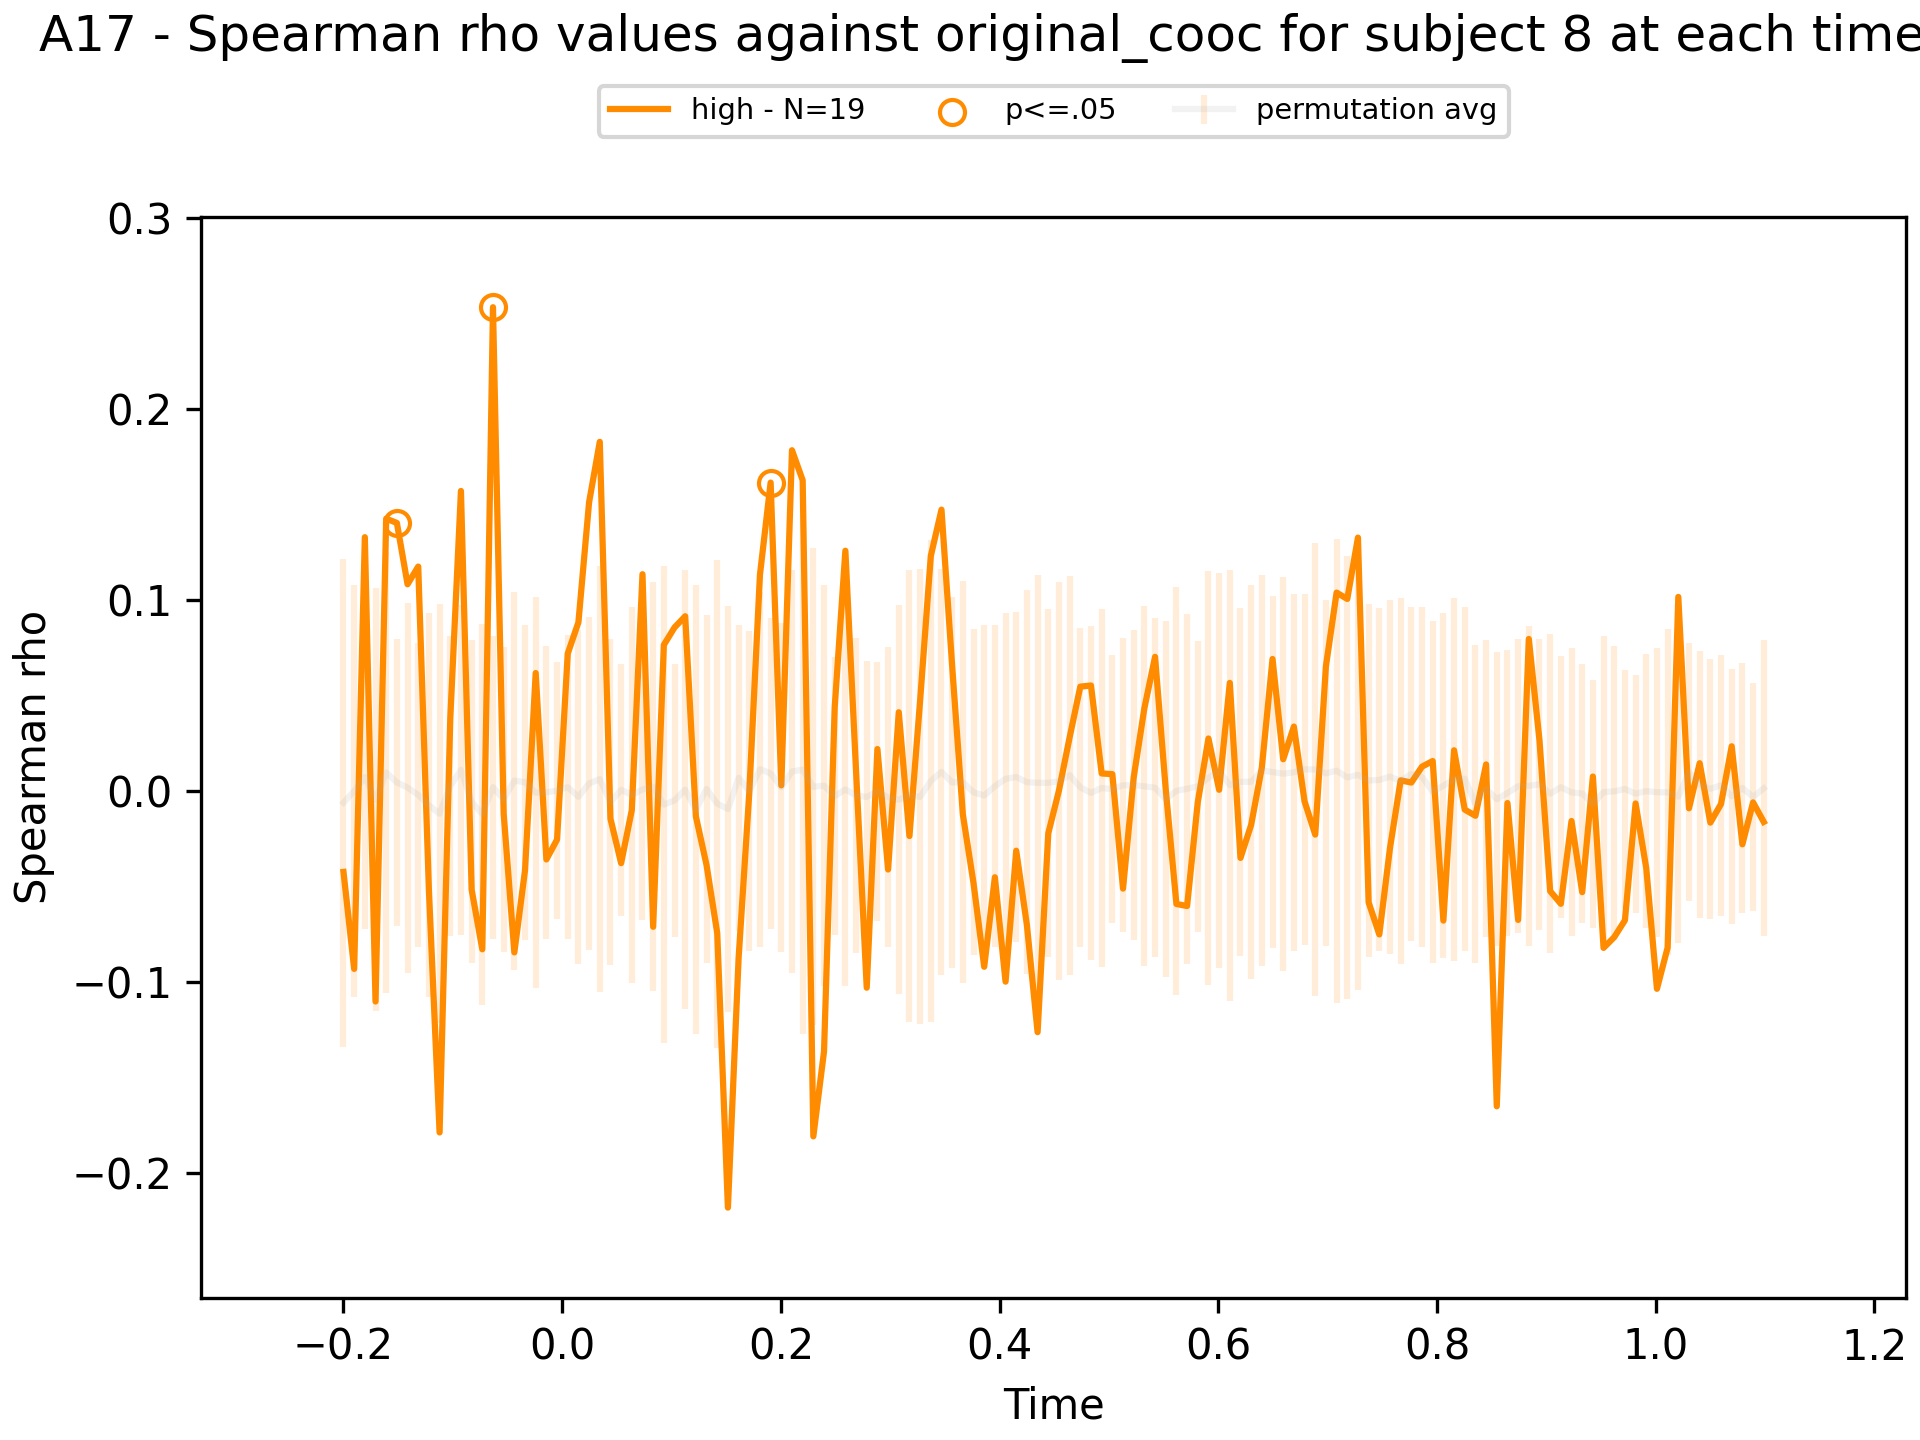 A17 - Spearman rho values against original_cooc for subject 8 at each time
high - N=19 p<=.05 permutation avg
0.3
0.2
0.1
0.0
−0.1
−0.2
Spearman rho
−0.2 0.0 0.2 0.4 0.6 0.8 1.0 1.2
Time